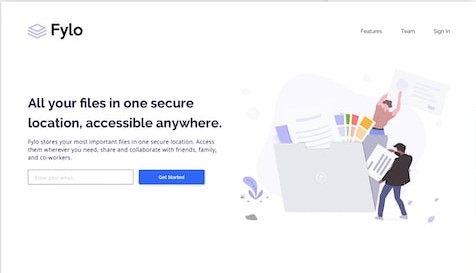 Fylo
Features
Team
Sign In
All your files in one secure
location, accessible anywhere.
Fylo stores your most important files in one secure location. Access
them wherever you need, share and collaborate with friends, family,
and co-workers.
Enter your email...
Get Started